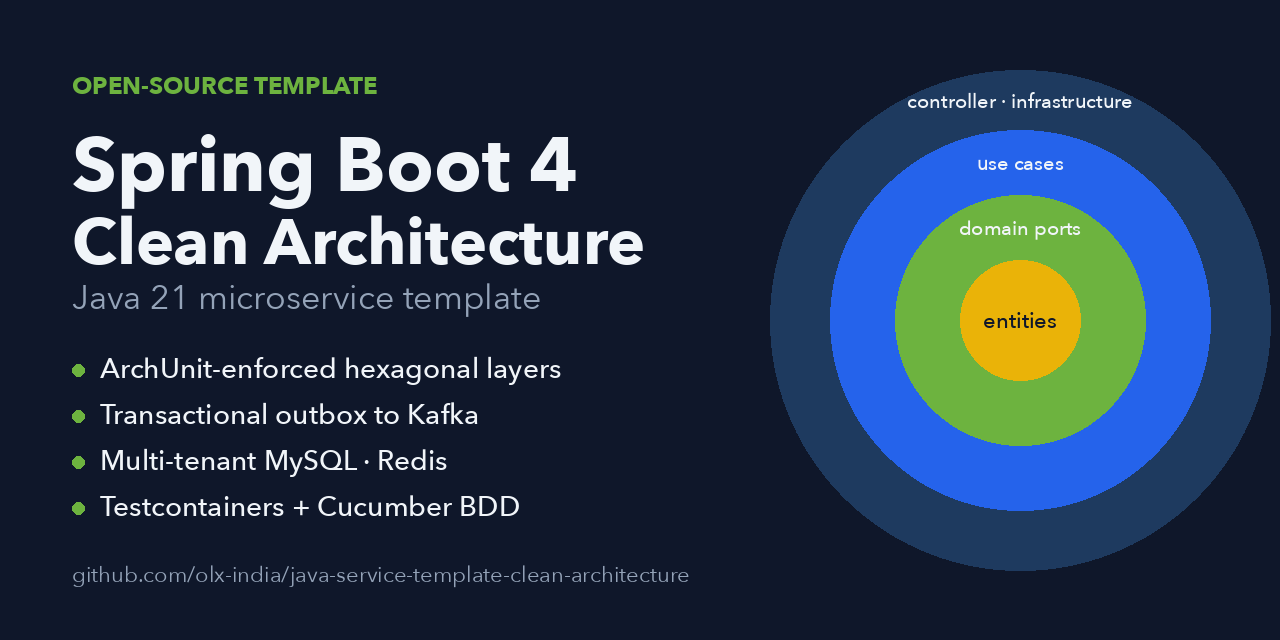 OPEN-SOURCE TEMPLATE
Spring Boot 4
Clean Architecture
Java 21 microservice template
ArchUnit-enforced hexagonal layers
Transactional outbox to Kafka
Multi-tenant MySQL · Redis
Testcontainers + Cucumber BDD
github.com/olx-india/java-service-template-clean-architecture
controller · infrastructure
use cases
domain ports
entities